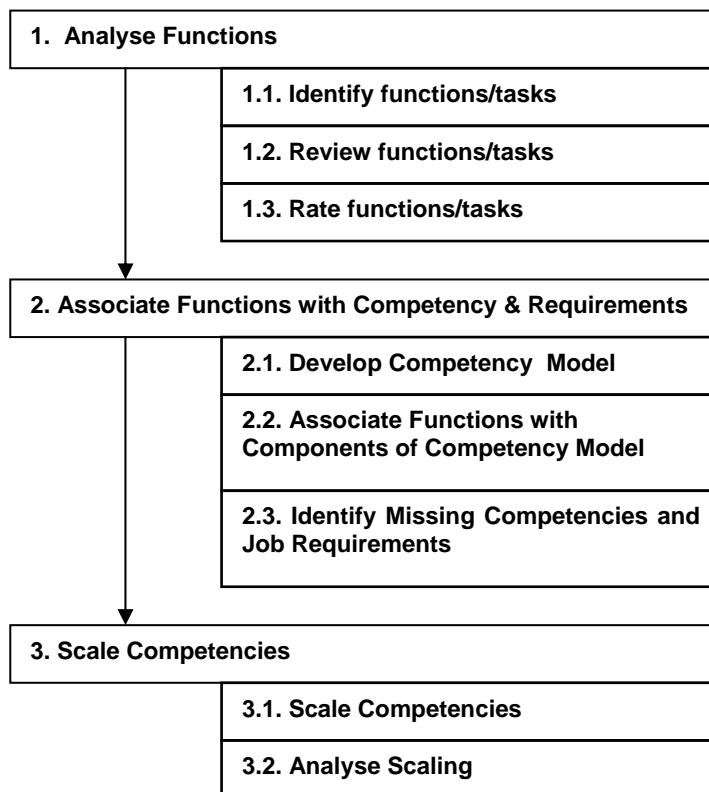 1. Analyse Functions
1.1. Identify functions/tasks
1.2. Review functions/tasks
1.3. Rate functions/tasks
2. Associate Functions with Competency & Requirements
2.1. Develop Competency Model
2.2. Associate Functions with
Components of Competency Model
2.3. Identify Missing Competencies and
Job Requirements
3. Scale Competencies
3.1. Scale Competencies
3.2. Analyse Scaling